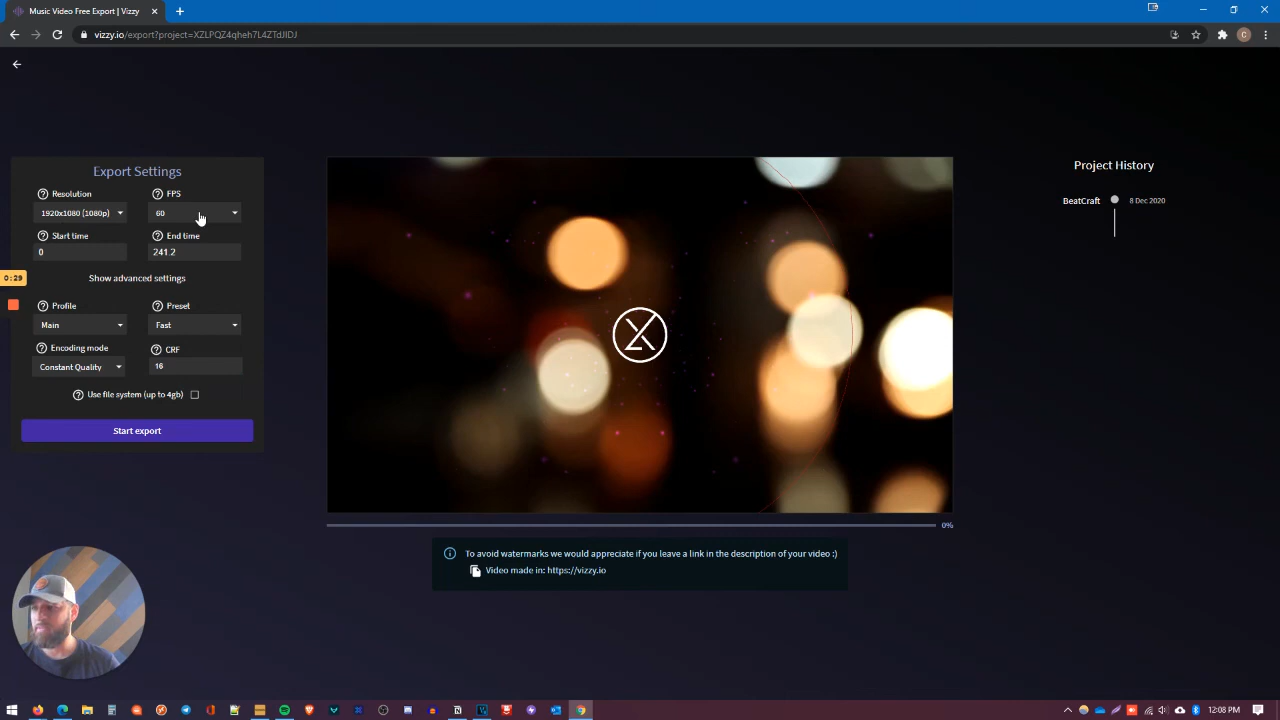 Music Video Free Export | Vizzy
vizzy.io/export?project=XZLPQZ4qheh7L4ZTdJIDJ
G
Export Settings
Resolution
FPS
1920x1080 (1080p)
60
Start time
End time
0
241.2
0:29
Show advanced settings
Profile
Preset
Main
Fast
Encoding mode
CRF
Constant Quality
16
Use file system (up to 4gb)
Start export
0%
To avoid watermarks we would appreciate if you leave a link in the description of your video :)
Video made in: https://vizzy.io
Project History
BeatCraft
8 Dec 2020
12:08 PM